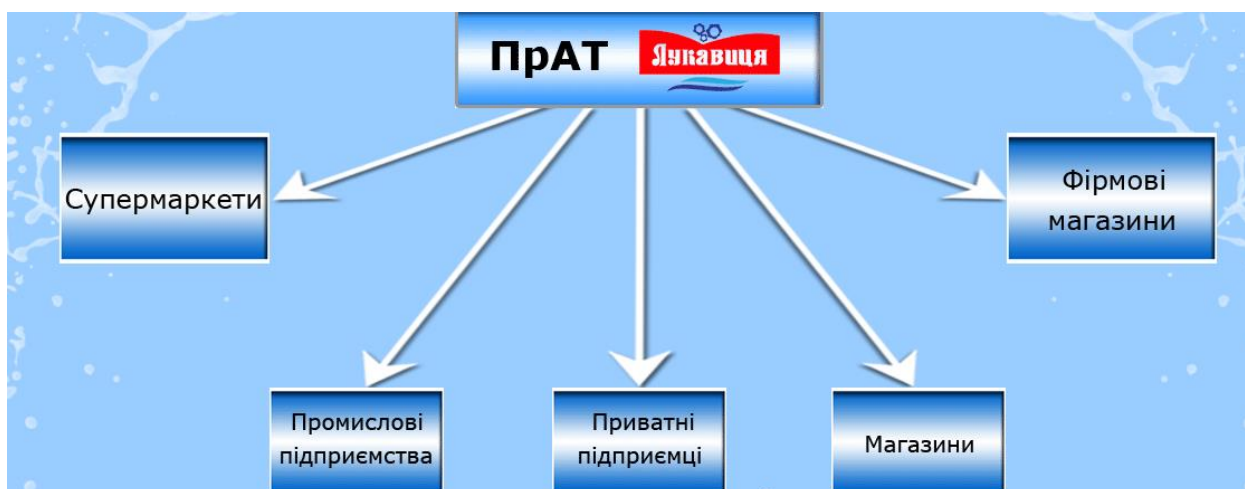 ПрАТ Лукавиця
Супермаркети
Фірмові
магазини
Промислові
підприємства
Приватні
підприємці
Магазини